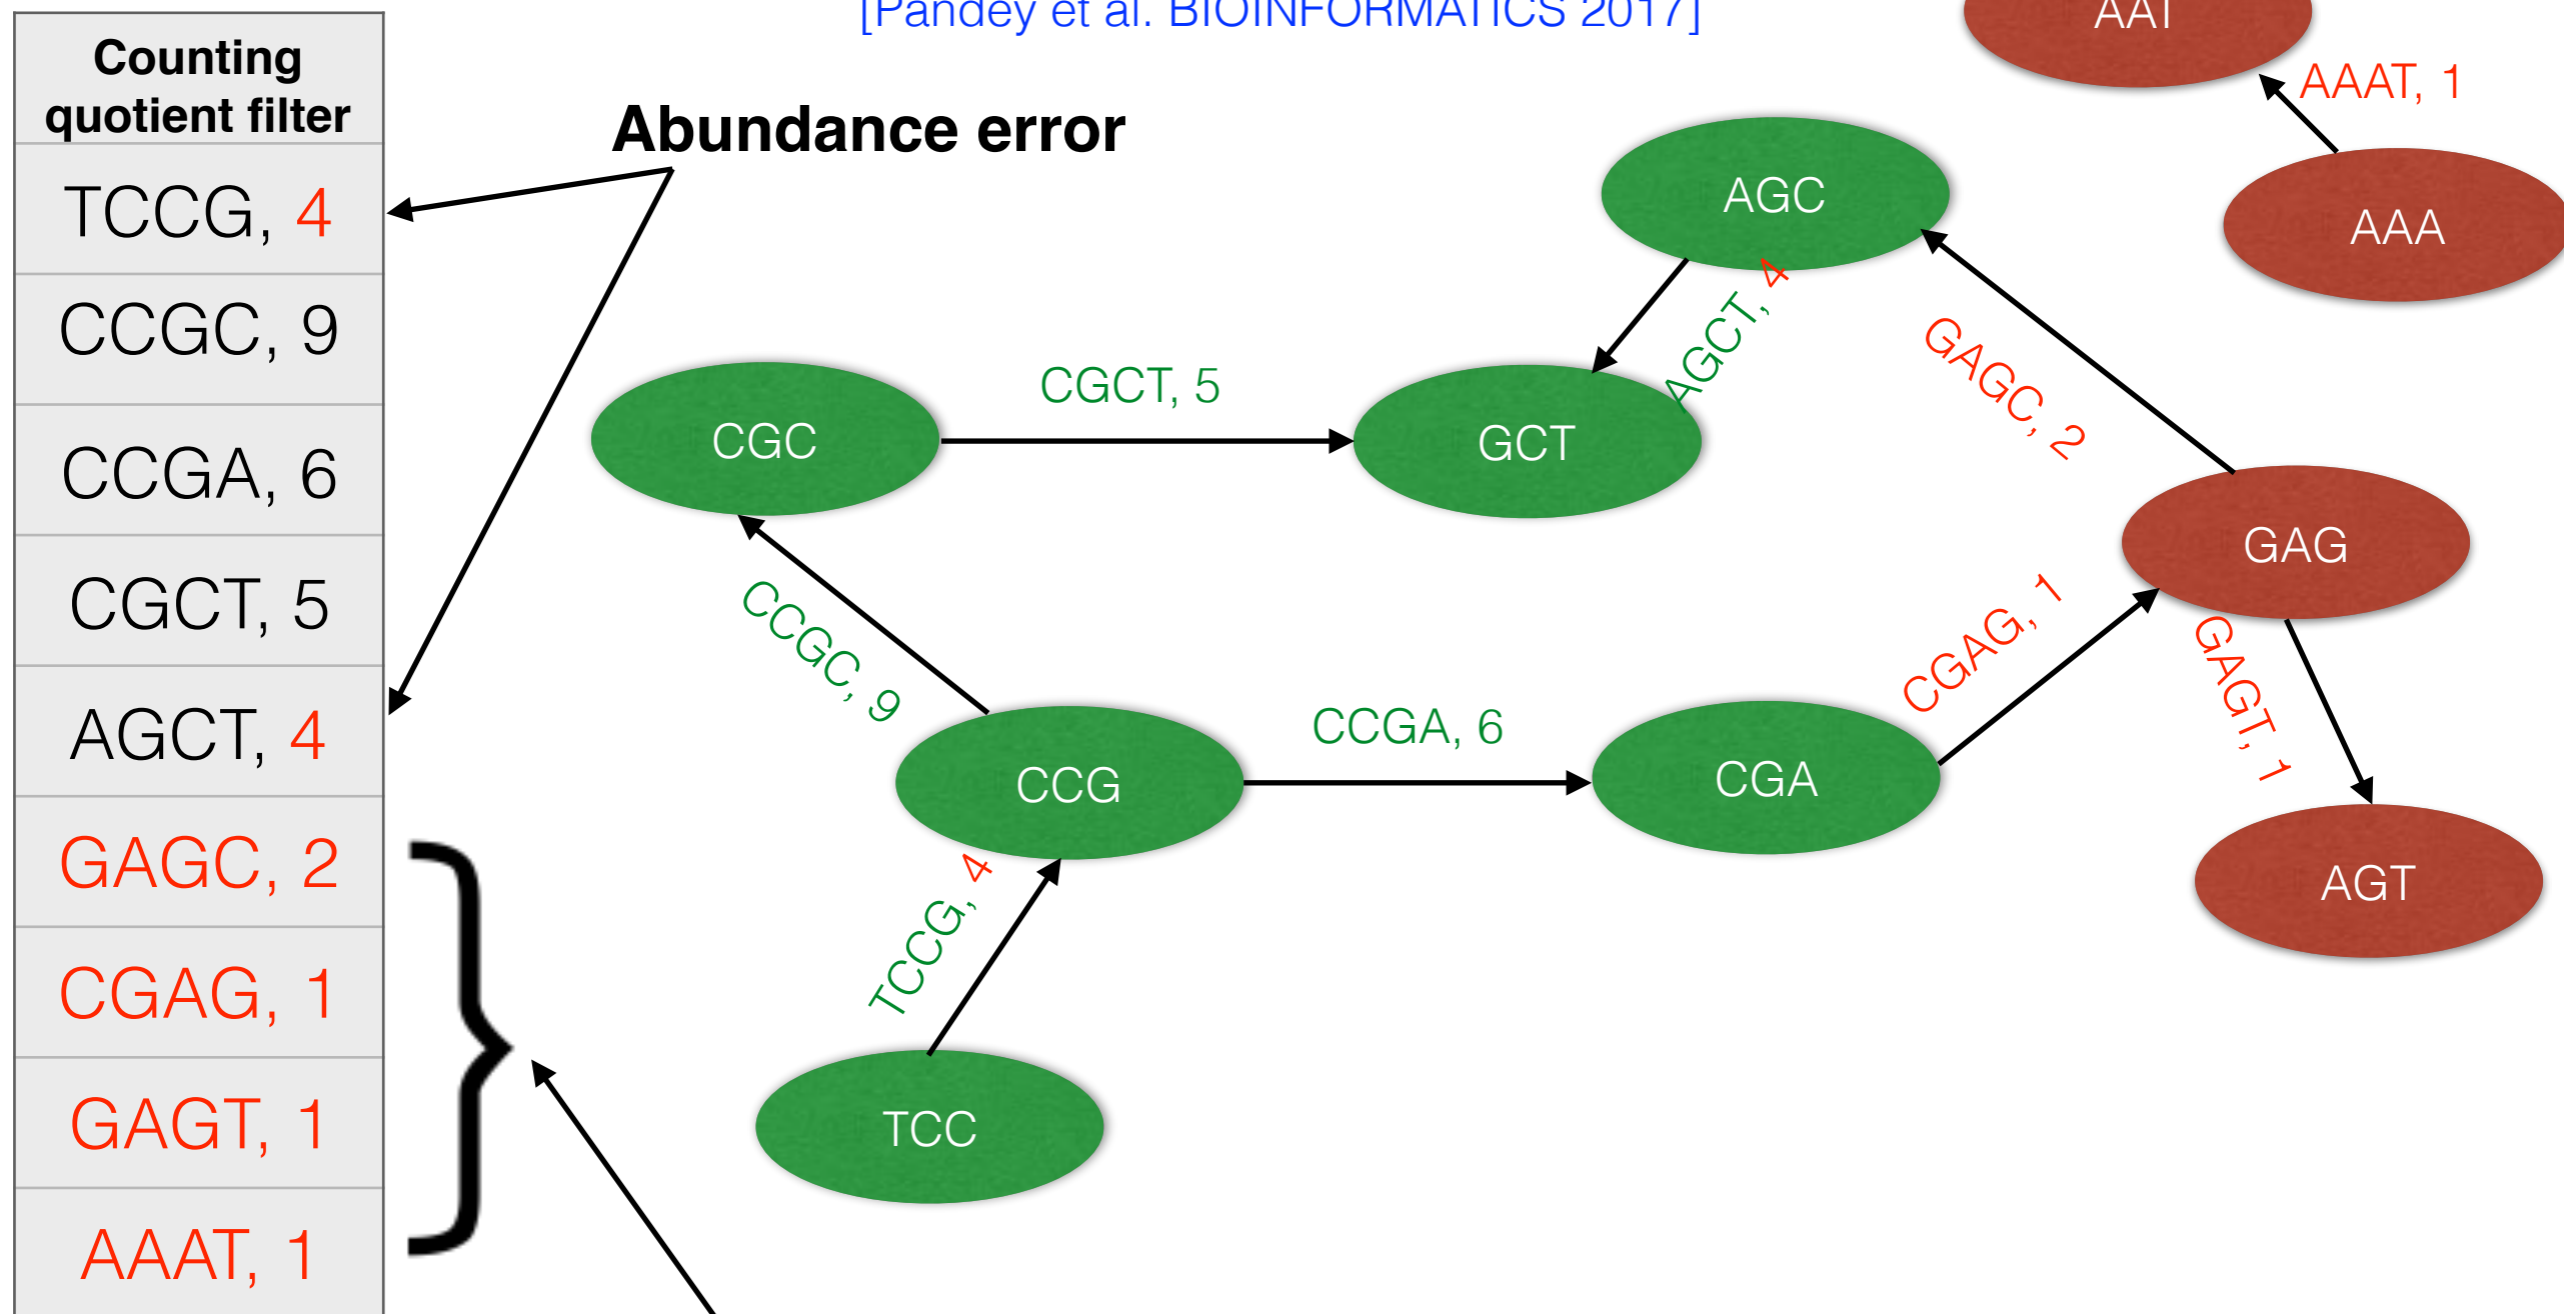 [Pandey et al. BIOINFORMATICS 2017]
Counting
quotient filter
TCCG, 4
CCGC, 9
CCGA, 6
CGCT, 5
AGCT, 4
GAGC, 2
CGAG, 1
GAGT, 1
AAAT, 1
Abundance error
AAT
AAAT, 1
AAA
AGC
AGCT, 4
GAGC, 2
CGC
CGCT, 5
GCT
GAG
CCGC, 9
CGAG, 1
GAGT, 1
CCG
CCGA, 6
CGA
AGT
TCCG, 4
TCC